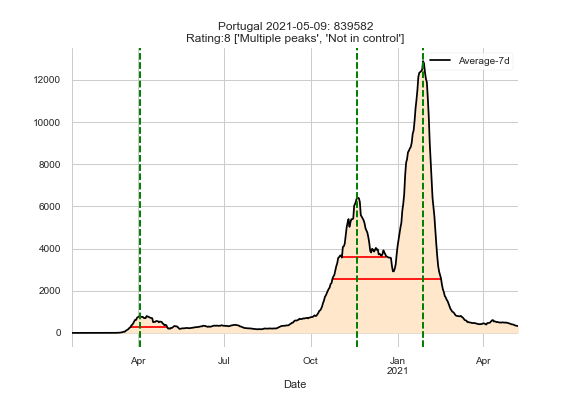 Portugal 2021-05-09: 839582
Rating:8 ['Multiple peaks', 'Not in control']
Average-7d
12000
10000
8000
6000
4000
2000
0
Apr Jul Oct Jan Apr
2021
Date